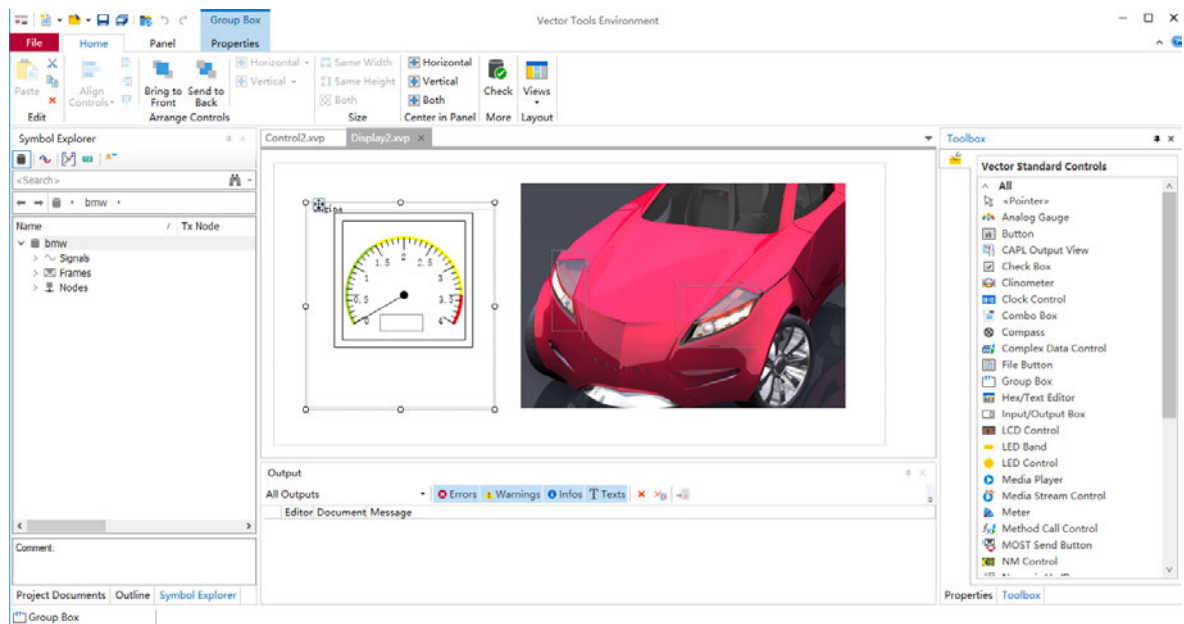 Group Box
Vector Tools Environment
File
Home
Panel
Properties
Horizontal
Vertical
Same Width
Same Height
Both
Horizontal
Vertical
Both
Paste
Align
Controls
Bring to
Front
Send to
Back
Check
Views
Edit
Arrange Controls
Size
Center in Panel
More
Layout
Symbol Explorer
<Search>
bmw
Name
/
Tx Node
bmw
Signals
Frames
Nodes
Comment:
Project Documents
Outline
Symbol Explorer
Group Box
Control2.xvp
Display2.xvp
0
0.5
1
1.5
2
2.5
3.5
4
Output
All Outputs
Errors
Warnings
Infos
Texts
Editor
Document
Message
Toolbox
Vector Standard Controls
All
<Pointer>
Analog Gauge
Button
CAPL Output View
Check Box
Clinometer
Clock Control
Combo Box
Compass
Complex Data Control
File Button
Group Box
Hex/Text Editor
Input/Output Box
LCD Control
LED Band
LED Control
Media Player
Media Stream Control
Meter
Method Call Control
MOST Send Button
NM Control
Properties
Toolbox